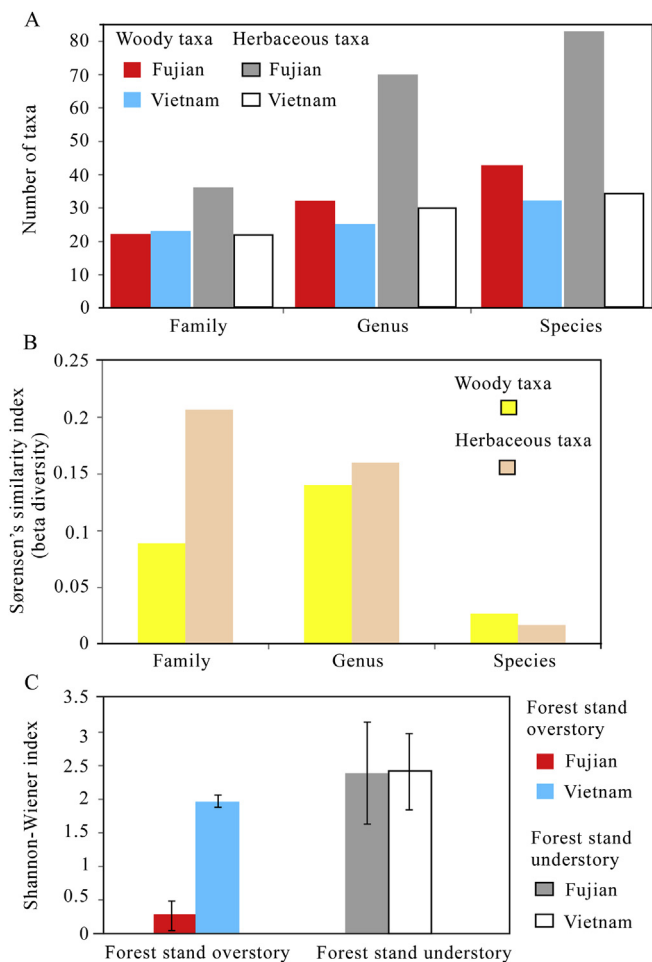 A
Woody taxa Herbaceous taxa
Fujian Fujian
Vietnam Vietnam
Number of taxa
80
70
60
50
40
30
20
10
0
Family Genus Species
B
0.25
0.2
0.15
0.1
0.05
0
Sørensen's similarity index
(beta diversity)
Woody taxa
Herbaceous taxa
Family Genus Species
C
3.5
3
2.5
2
1.5
1
0.5
0
Shannon-Wiener index
Forest stand overstory Forest stand understory
Forest stand
overstory
Fujian
Vietnam
Forest stand
understory
Fujian
Vietnam